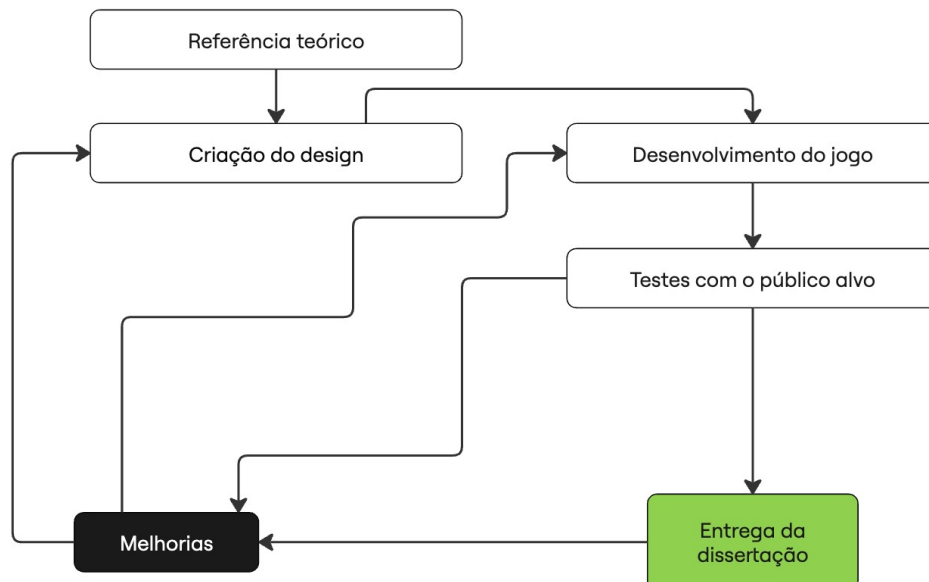 Referência teórico
Criação do design
Desenvolvimento do jogo
Testes com o público alvo
Melhorias
Entrega da
dissertação